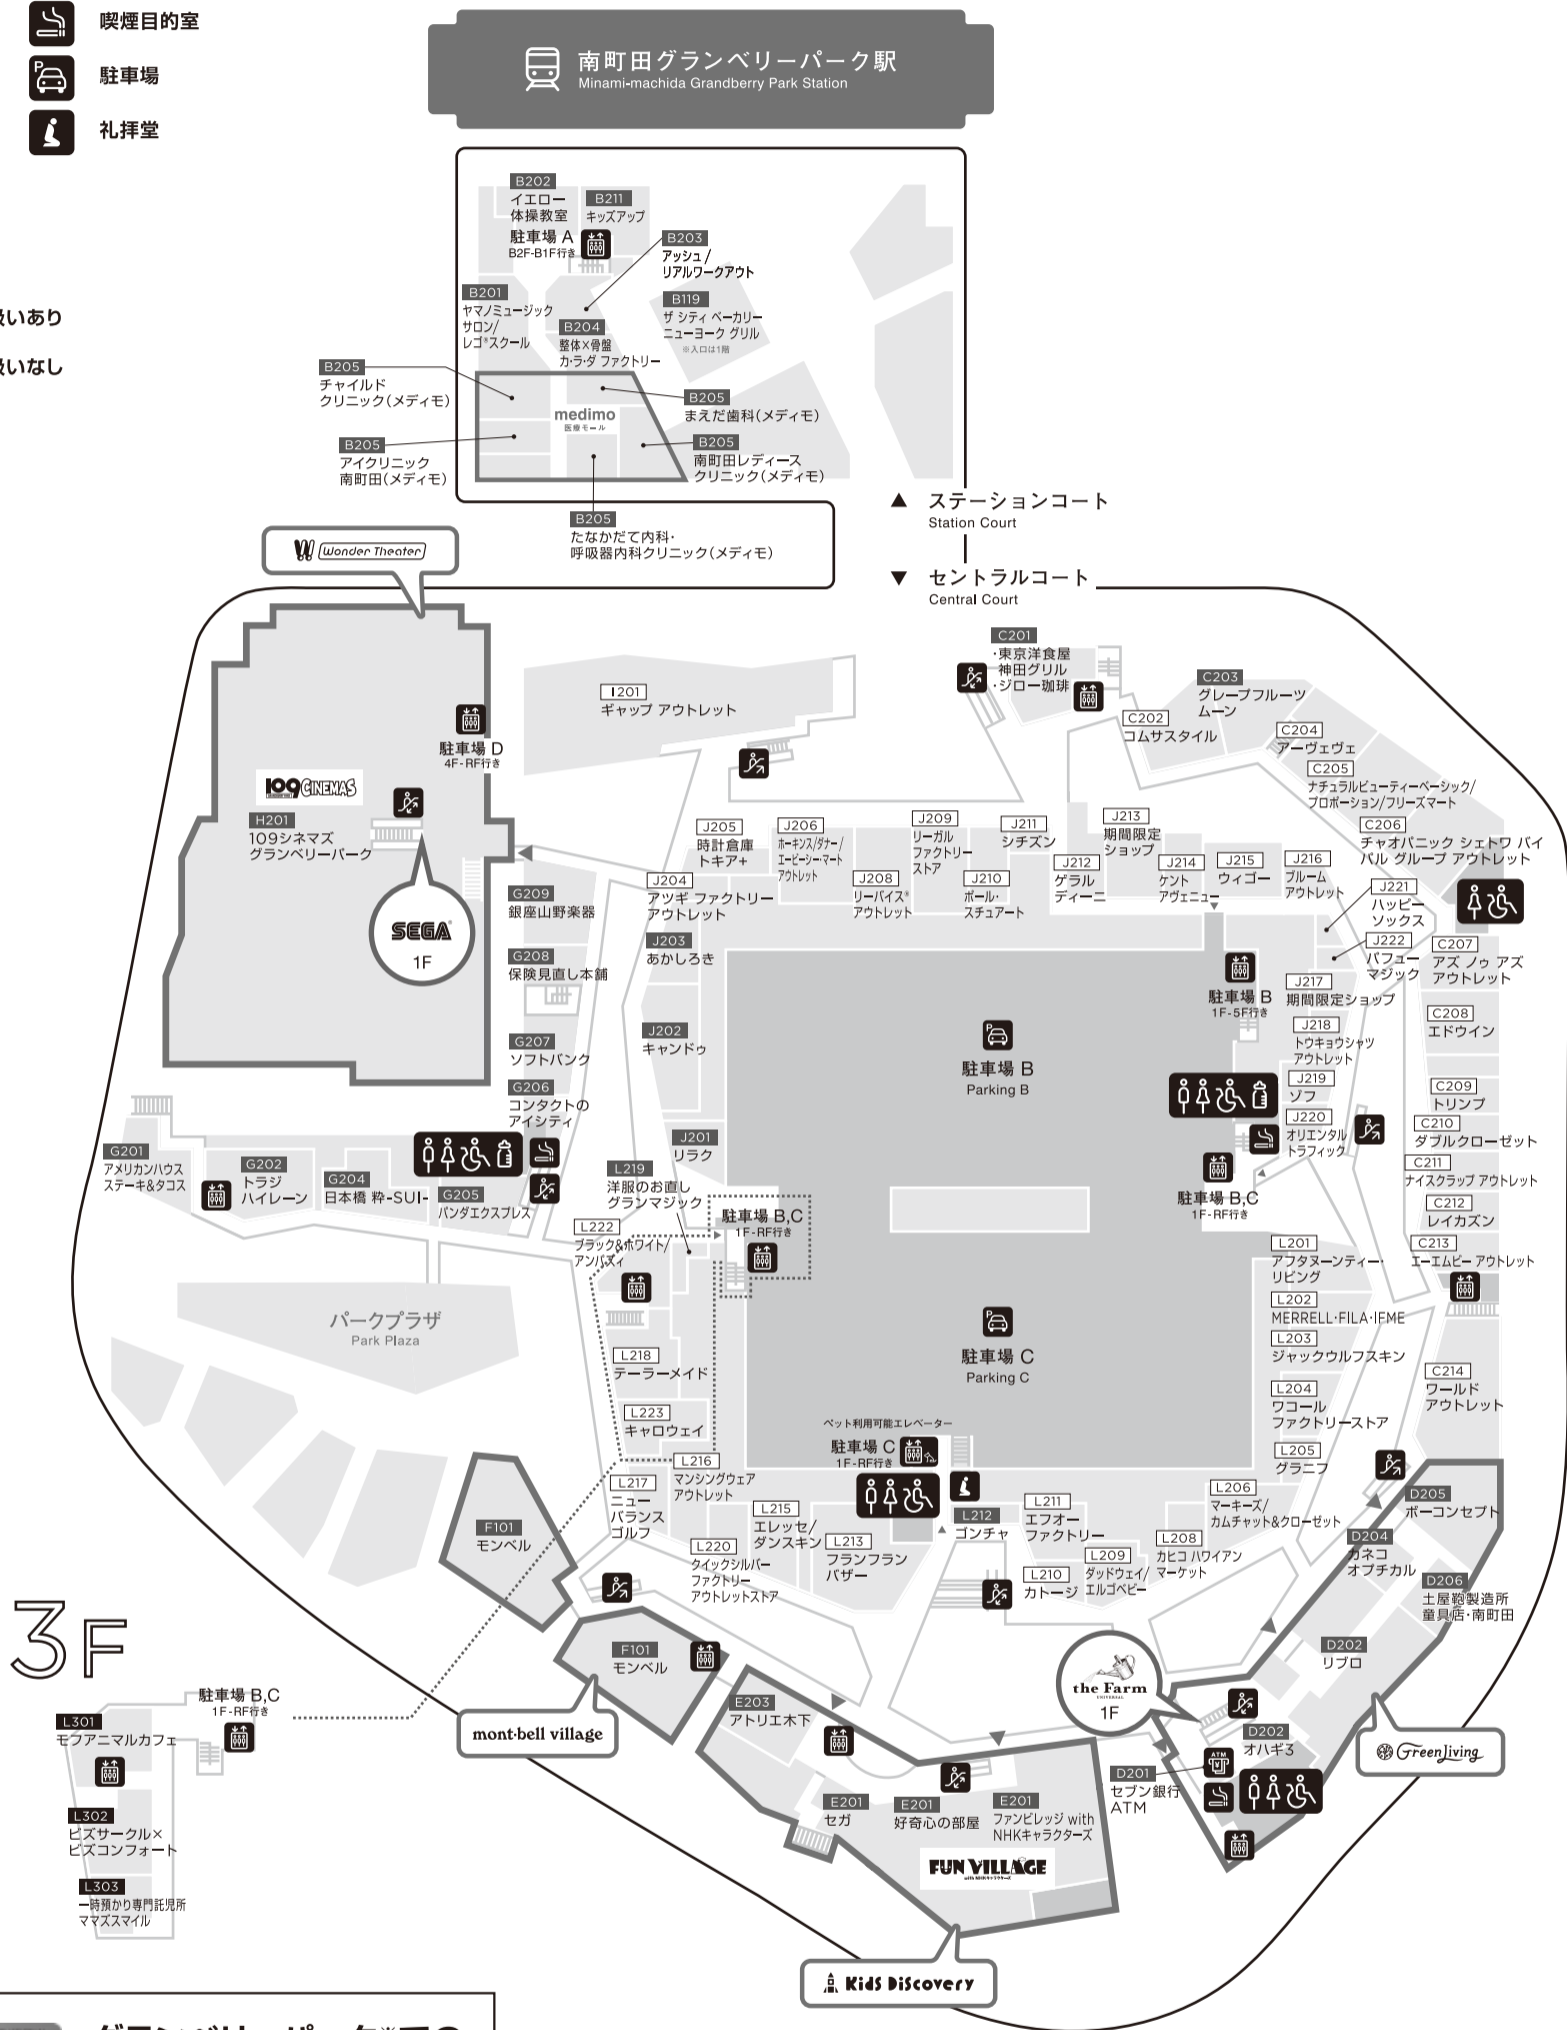 喫煙目的室
P
駐車場
礼拝堂
南町田グランベリーパーク駅
Minami-machida Grandberry Park Station
扱いあり
扱いなし
B202
イエロー
体操教室
B211
キッズアップ
駐車場 A
B2F-B1F行き
B203
アッシュ/
リアルワークアウト
B201
ヤマノミュージック
サロン/
レゴ®スクール
B204
整体×骨盤
カ・ラ・ダ ファクトリー
B119
ザ シティ ベーカリー
ニューヨーク グリル
※入口は1階
B205
チャイルド
クリニック(メディモ)
B205
まえだ歯科(メディモ)
medimo
医療モール
B205
アイクリニック
南町田(メディモ)
B205
南町田レディース
クリニック(メディモ)
B205
たなかだて内科・
呼吸器内科クリニック(メディモ)
▲ ステーションコート
Station Court
▼ セントラルコート
Central Court
Wonder Theater
駐車場 D
4F-RF行き
109CINEMAS
H201
109シネマズ
グランベリーパーク
SEGA
1F
I201
ギャップ アウトレット
C201
・東京洋食屋
神田グリル
・ジロー珈琲
C202
コムサスタイル
C203
グレープフルーツ
ムーン
C204
アーヴェヴェ
C205
ナチュラルビューティーベーシック/
プロポーション/フリーズマート
C206
チャオパニック シェトワ パイ
パル グループ アウトレット
J205
時計倉庫
トキア+
J206
ホーキンス/ダナー/
エービーシー・マート
アウトレット
J208
リーバイス®
アウトレット
J209
リーガル
ファクトリー
ストア
J210
ポール・
スチュアート
J211
シチズン
J212
ゲラル
ディーニ
J213
期間限定
ショップ
J214
ケント
アヴェニュー
J215
ウィゴー
J216
ブルーム
アウトレット
J221
ハッピー
ソックス
J222
パフュー
マジック
C207
アズ ノゥ アズ
アウトレット
J204
アツギ ファクトリー
アウトレット
J203
あかしろき
J202
キャンドゥ
J201
リラク
G209
銀座山野楽器
G208
保険見直し本舗
G207
ソフトバンク
G206
コンタクトの
アイシティ
駐車場 B
1F-5F行き
J217
期間限定ショップ
J218
トウキョウシャツ
アウトレット
J219
ゾフ
J220
オリエンタル
トラフィック
C208
エドウイン
C209
トリンプ
C210
ダブルクローゼット
C211
ナイスクラップ アウトレット
C212
レイカズン
C213
エーエムビー アウトレット
P
駐車場 B
Parking B
駐車場 B,C
1F-RF行き
G201
アメリカンハウス
ステーキ&タコス
G202
トラジ
ハイレーン
G204
日本橋 粋-SUI-
G205
パンダエクスプレス
L219
洋服のお直し
グランマジック
駐車場 B,C
1F-RF行き
L222
ブラック&ホワイト/
アンパスィ
L218
テーラーメイド
L223
キャロウェイ
パークプラザ
Park Plaza
P
駐車場 C
Parking C
L201
アフタヌーンティー・
リビング
L202
MERRELL・FILA・IFME
L203
ジャックウルフスキン
L204
ワコール
ファクトリーストア
L205
グラニフ
C214
ワールド
アウトレット
ペット利用可能エレベーター
駐車場 C
1F-RF行き
L217
ニュー
バランス
ゴルフ
L216
マンシングウェア
アウトレット
L220
クイックシルバー
ファクトリー
アウトレットストア
L215
エレッセ/
ダンスキン
L213
フランフラン
バザー
L212
ゴンチャ
L211
エフオー
ファクトリー
L210
カトージ
L209
ダッドウェイ/
エルゴベビー
L208
カヒコ ハワイアン
マーケット
L206
マーキーズ/
カムチャット&クローゼット
D205
ボーコンセプト
D204
カネコ
オプチカル
D206
土屋鞄製造所
童具店・南町田
D202
リブロ
F101
モンベル
F101
モンベル
mont-bell village
the Farm
UNIVERSAL
1F
D202
オハギ3
ATM
D201
セブン銀行
ATM
GreenLiving
E203
アトリエ木下
E201
セガ
E201
好奇心の部屋
E201
ファンビレッジ with
NHKキャラクターズ
FUN VILLAGE
with NHKキャラクターズ
Kids Discovery
3F
駐車場 B,C
1F-RF行き
L301
モフアニマルカフェ
L302
ビズサークル×
ビズコンフォート
L303
一時預かり専門託児所
ママズスマイル